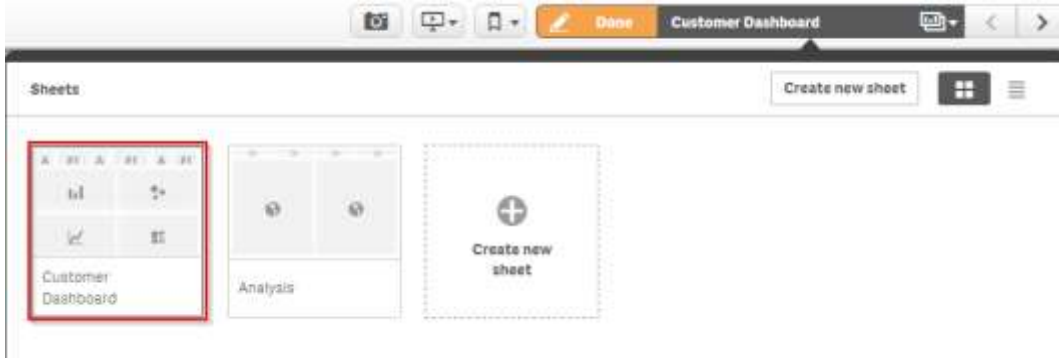 Done Customer Dashboard
Sheets Create new sheet
Customer
Dashboard
Analysis
Create new
sheet